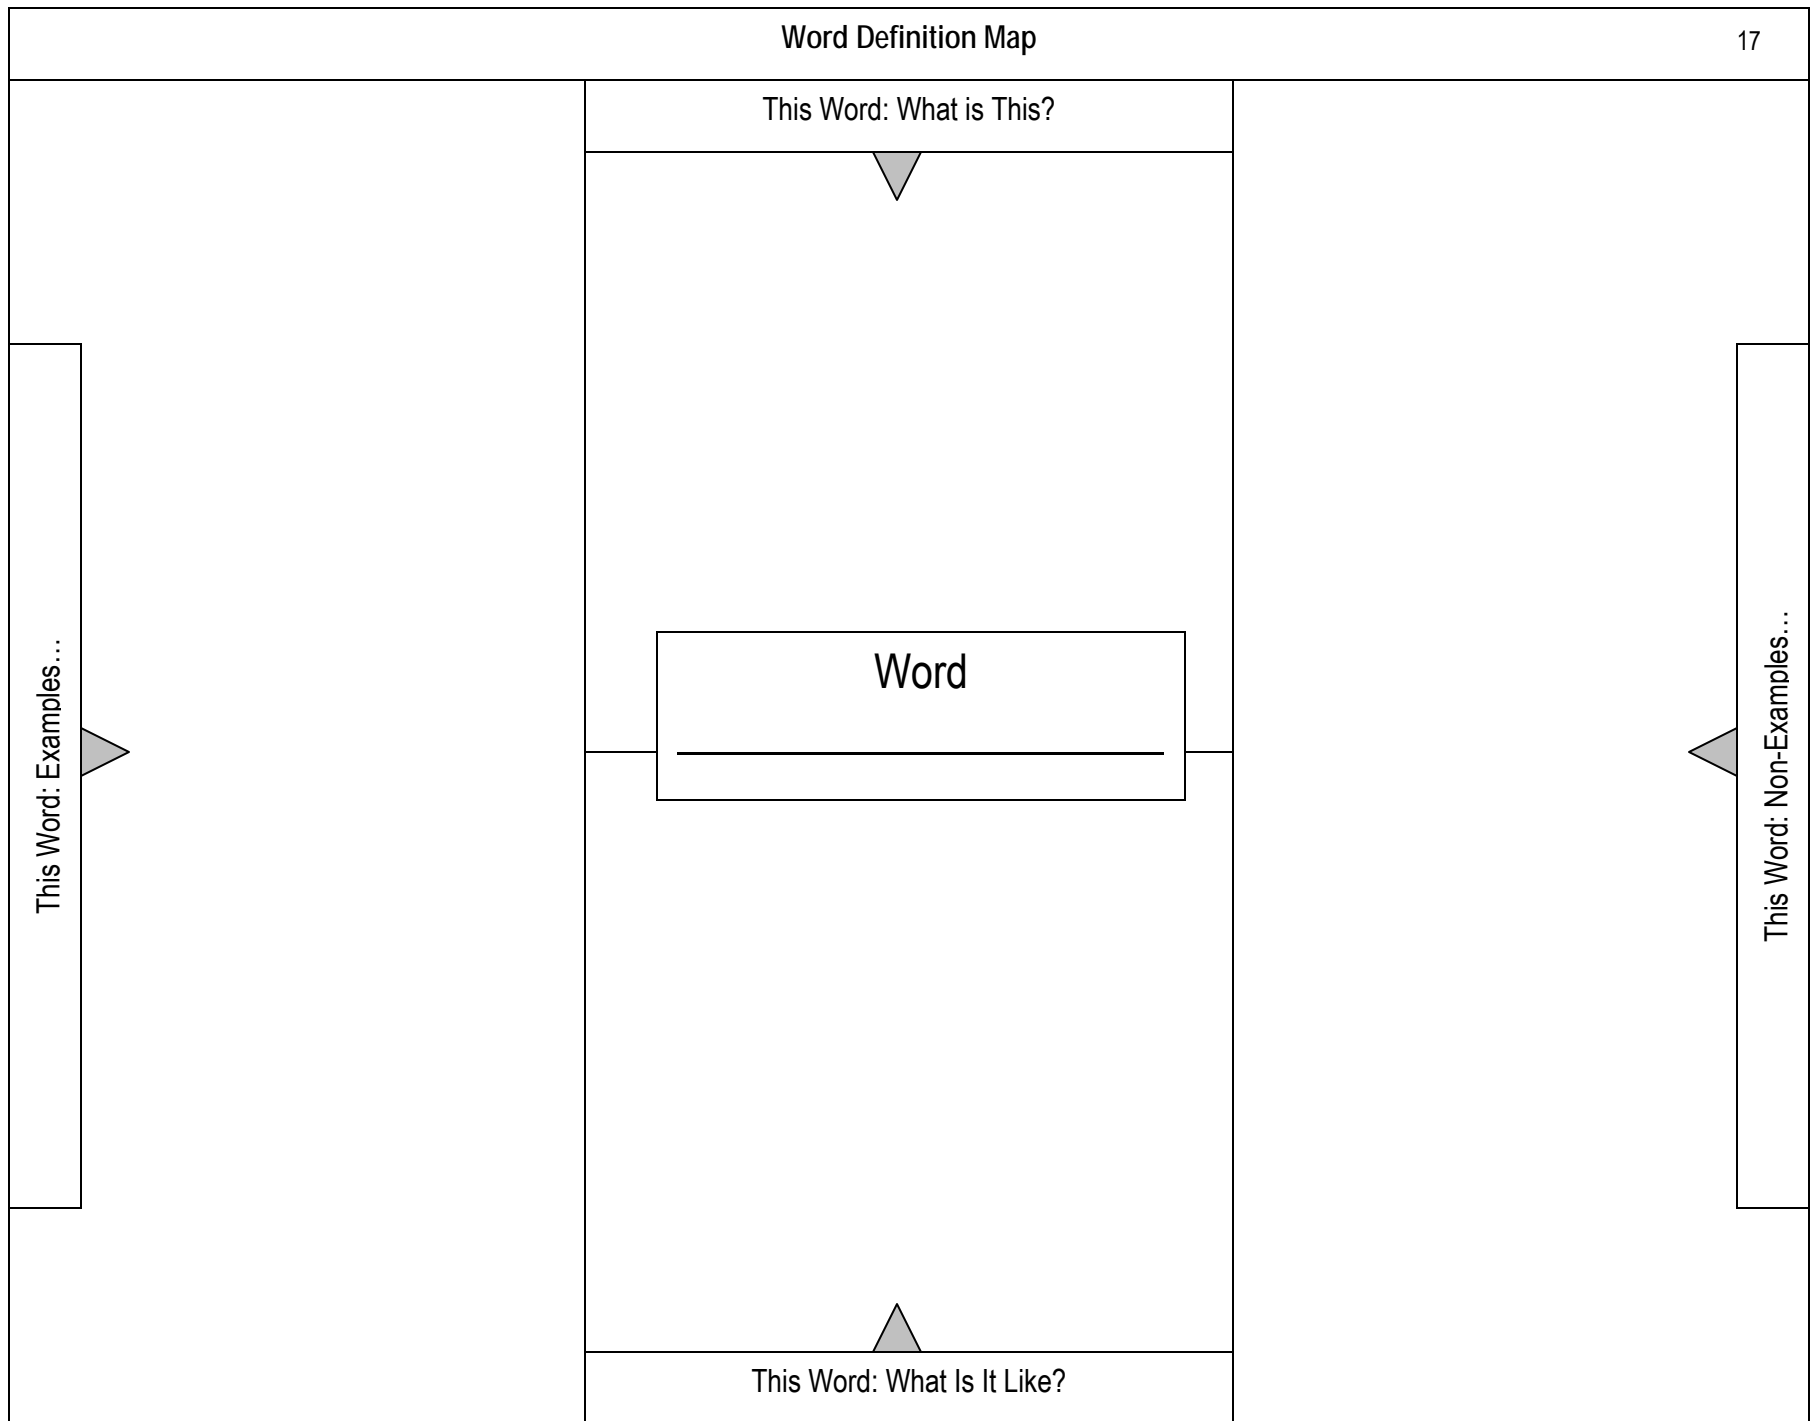 Word Definition Map
17
This Word: What is This?
This Word: Examples…
Word
This Word: Non-Examples…
This Word: What Is It Like?